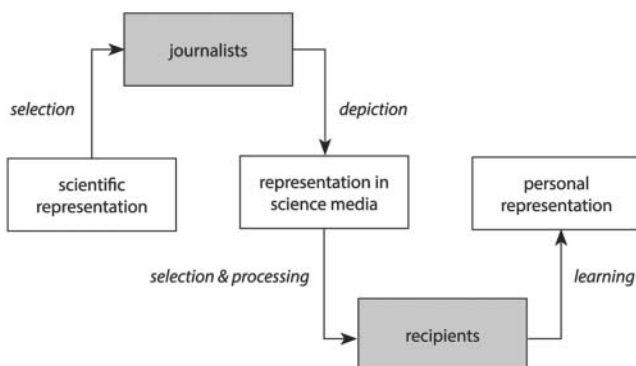 journalists
selection
depiction
scientific
representation
representation in
science media
personal
representation
selection & processing
learning
recipients